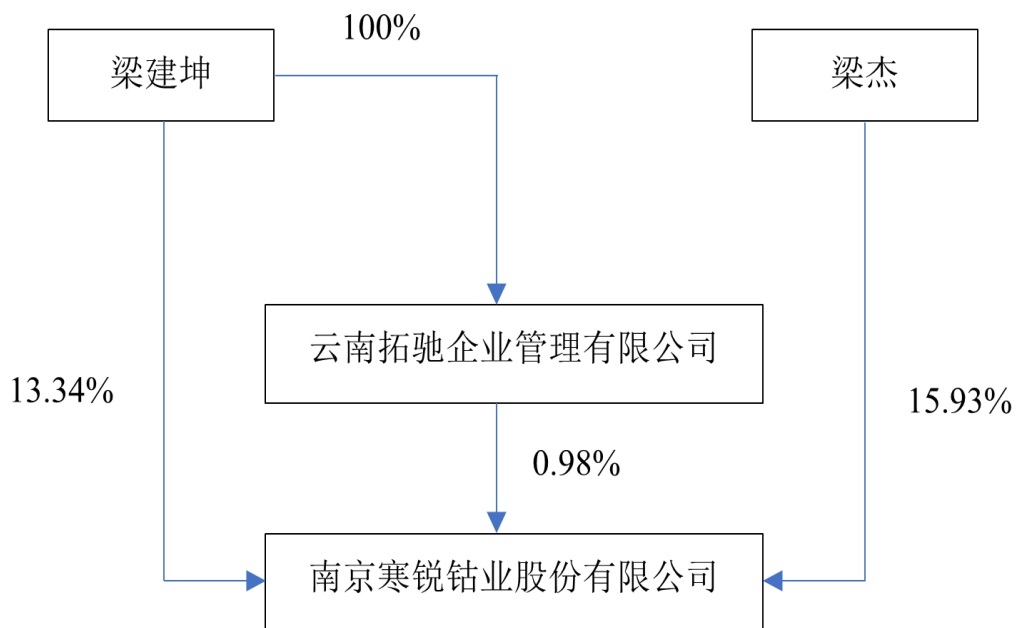 100%
梁建坤
梁杰
云南拓驰企业管理有限公司
13.34%
15.93%
0.98%
南京寒锐钴业股份有限公司